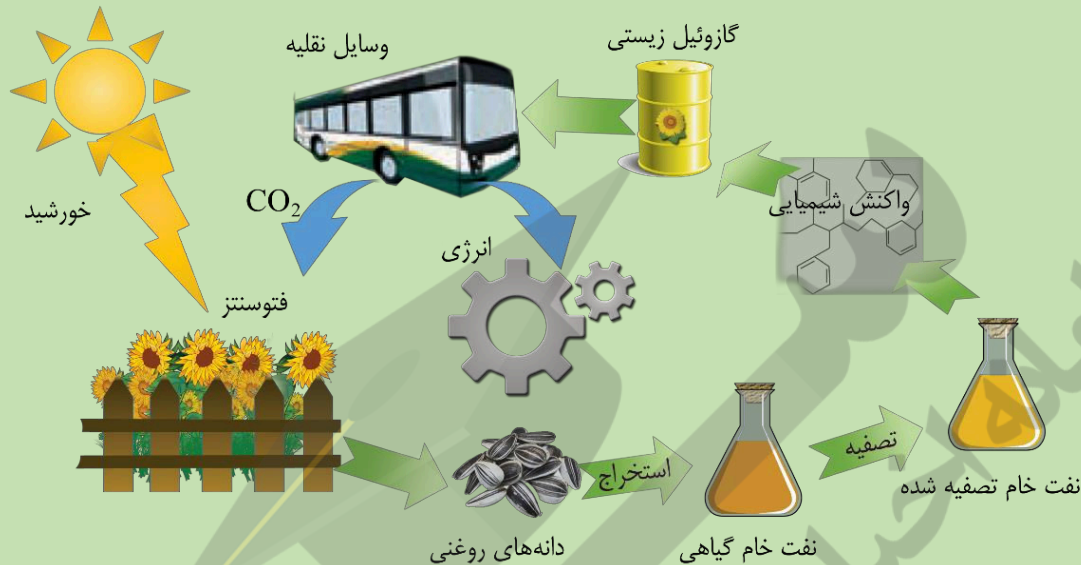 گازوئیل زیستی
وسایل نقلیه
واکنش شیمیایی
خورشید
CO₂
انرژی
فتوسنتز
تصفیه
استخراج
نفت خام تصفیه شده
نفت خام گیاهی
دانه‌های روغنی